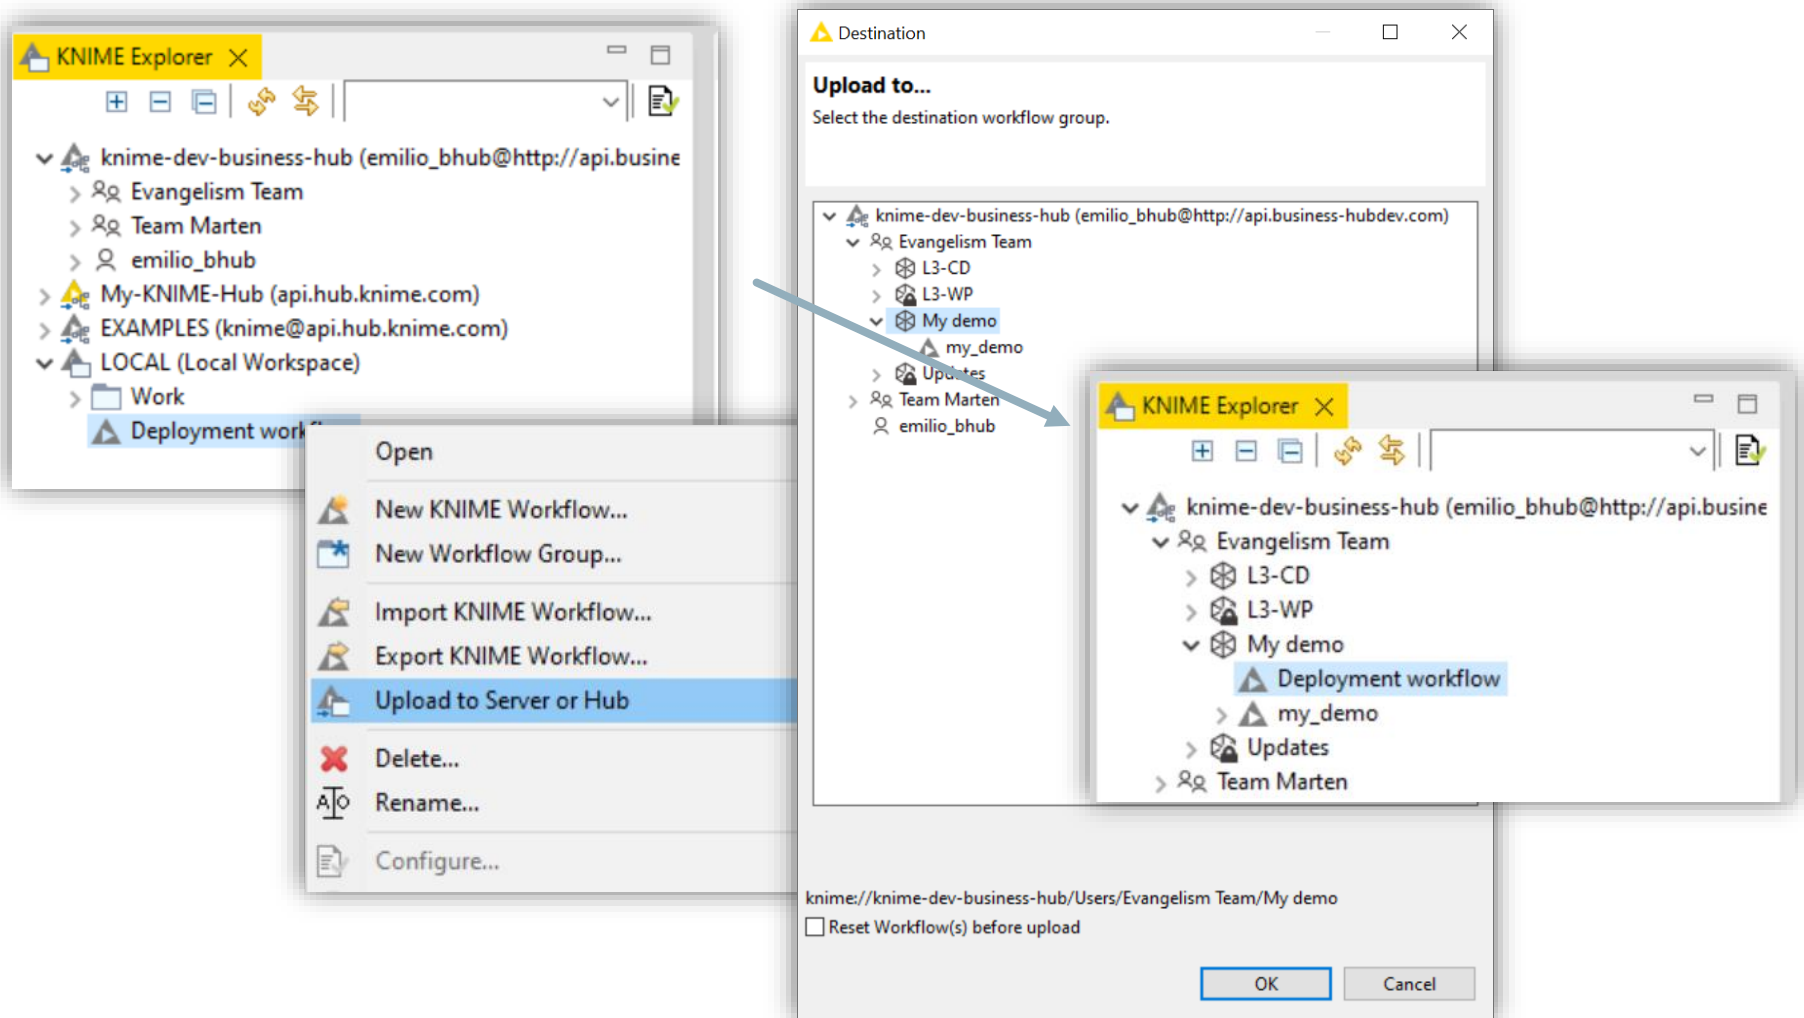 KNIME Explorer
knime-dev-business-hub (emilio_bhub@http://api.busine
Evangelism Team
Team Marten
emilio_bhub
My-KNIME-Hub (api.hub.knime.com)
EXAMPLES (knime@api.hub.knime.com)
LOCAL (Local Workspace)
Work
Deployment workf
Open
New KNIME Workflow...
New Workflow Group...
Import KNIME Workflow...
Export KNIME Workflow...
Upload to Server or Hub
Delete...
Rename...
Configure...
Destination
Upload to...
Select the destination workflow group.
knime-dev-business-hub (emilio_bhub@http://api.business-hubdev.com)
Evangelism Team
L3-CD
L3-WP
My demo
my_demo
Updates
Team Marten
emilio_bhub
knime://knime-dev-business-hub/Users/Evangelism Team/My demo
Reset Workflow(s) before upload
OK
Cancel
KNIME Explorer
knime-dev-business-hub (emilio_bhub@http://api.busine
Evangelism Team
L3-CD
L3-WP
My demo
Deployment workflow
my_demo
Updates
Team Marten